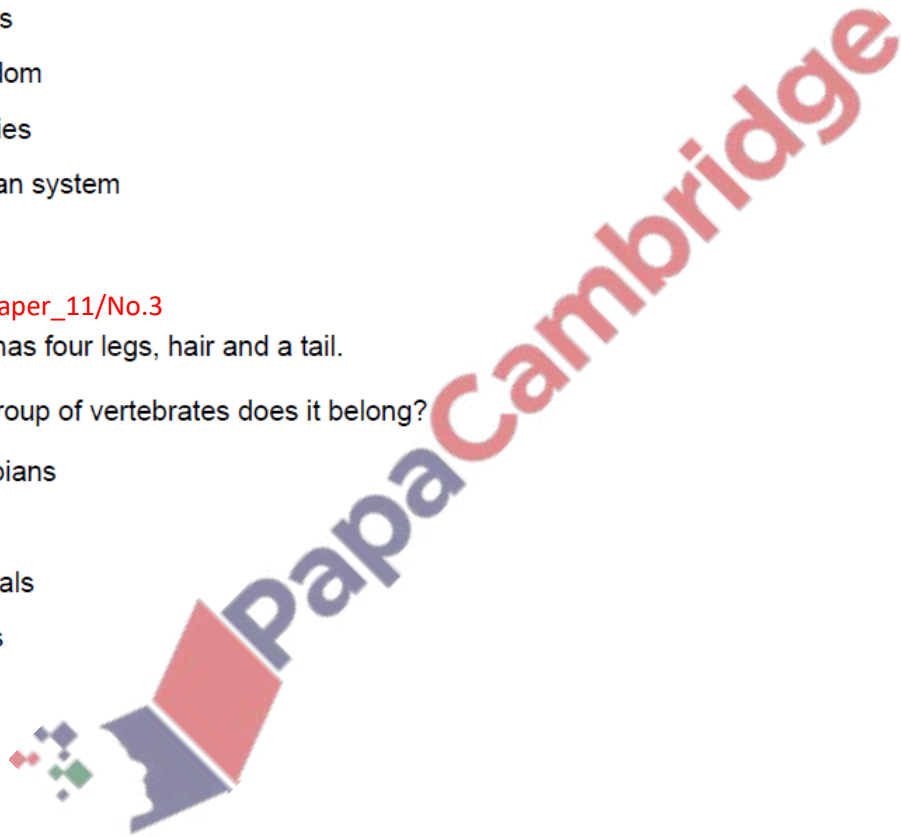 s
dom
ies
an system
aper_11/No.3
has four legs, hair and a tail.
roup of vertebrates does it belong?
bians
als
s
PapaCambridge